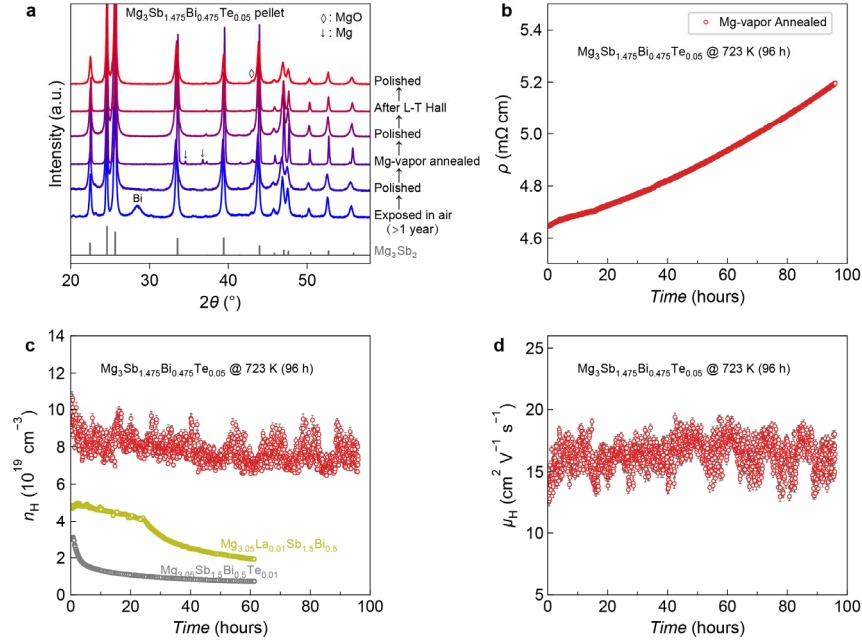 a
Mg3Sb1.475Bi0.475Te0.05 pellet
◊: MgO
↓: Mg
Intensity (a.u.)
◊
Polished
↑
After L-T Hall
↑
Polished
↑
↓ ↓
Mg-vapor annealed
↑
Polished
↑
Bi
Exposed in air
(>1 year)
Mg3Sb2
20 30 40 50
2θ (°)
b
Mg-vapor Annealed
Mg3Sb1.475Bi0.475Te0.05 @ 723 K (96 h)
ρ (mΩ cm)
5.4
5.2
5.0
4.8
4.6
4.4
0 20 40 60 80 100
Time (hours)
c
Mg3Sb1.475Bi0.475Te0.05 @ 723 K (96 h)
nH (10^19 cm−3)
14
12
10
8
6
4
2
0
Mg3.05La0.01Sb1.5Bi0.5
Mg3.05Sb1.5Bi0.5Te0.01
0 20 40 60 80 100
Time (hours)
d
Mg3Sb1.475Bi0.475Te0.05 @ 723 K (96 h)
μH (cm2 V−1 s−1)
25
20
15
10
5
0
0 20 40 60 80 100
Time (hours)